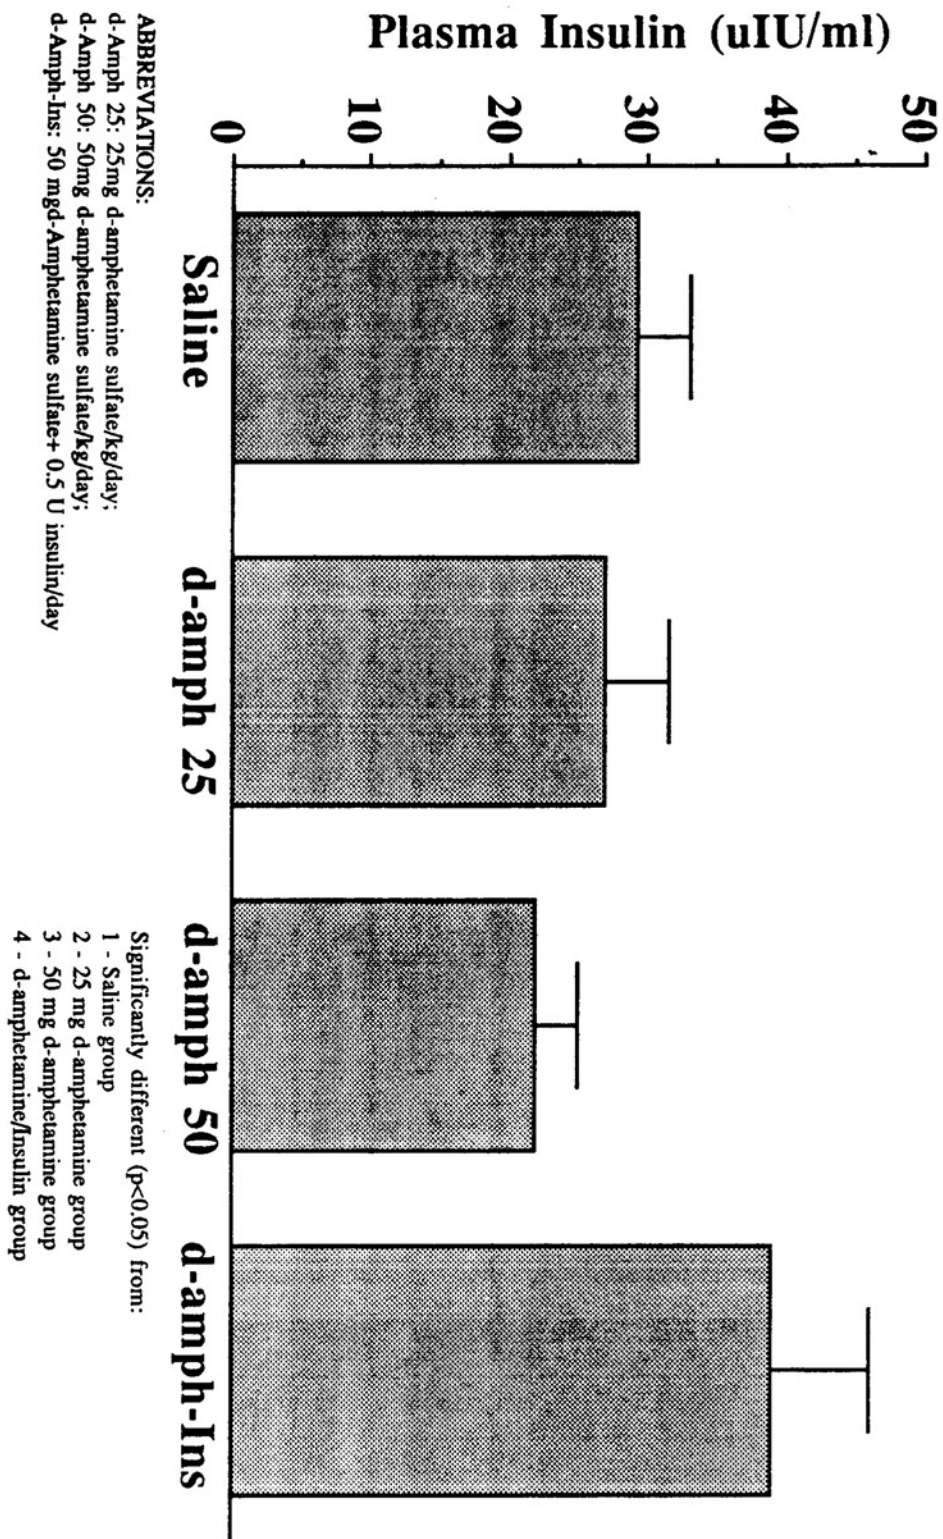 Plasma Insulin (uIU/ml)
50
40
30
20
10
0
Saline
d-amph 25
d-amph 50
d-amph-Ins
ABBREVIATIONS:
d-Amph 25: 25mg d-amphetamine sulfate/kg/day;
d-Amph 50: 50mg d-amphetamine sulfate/kg/day;
d-Amph-Ins: 50 mgd-Amphetamine sulfate+ 0.5 U insulin/day
Significantly different (p<0.05) from:
1 - Saline group
2 - 25 mg d-amphetamine group
3 - 50 mg d-amphetamine group
4 - d-amphetamine/Insulin group